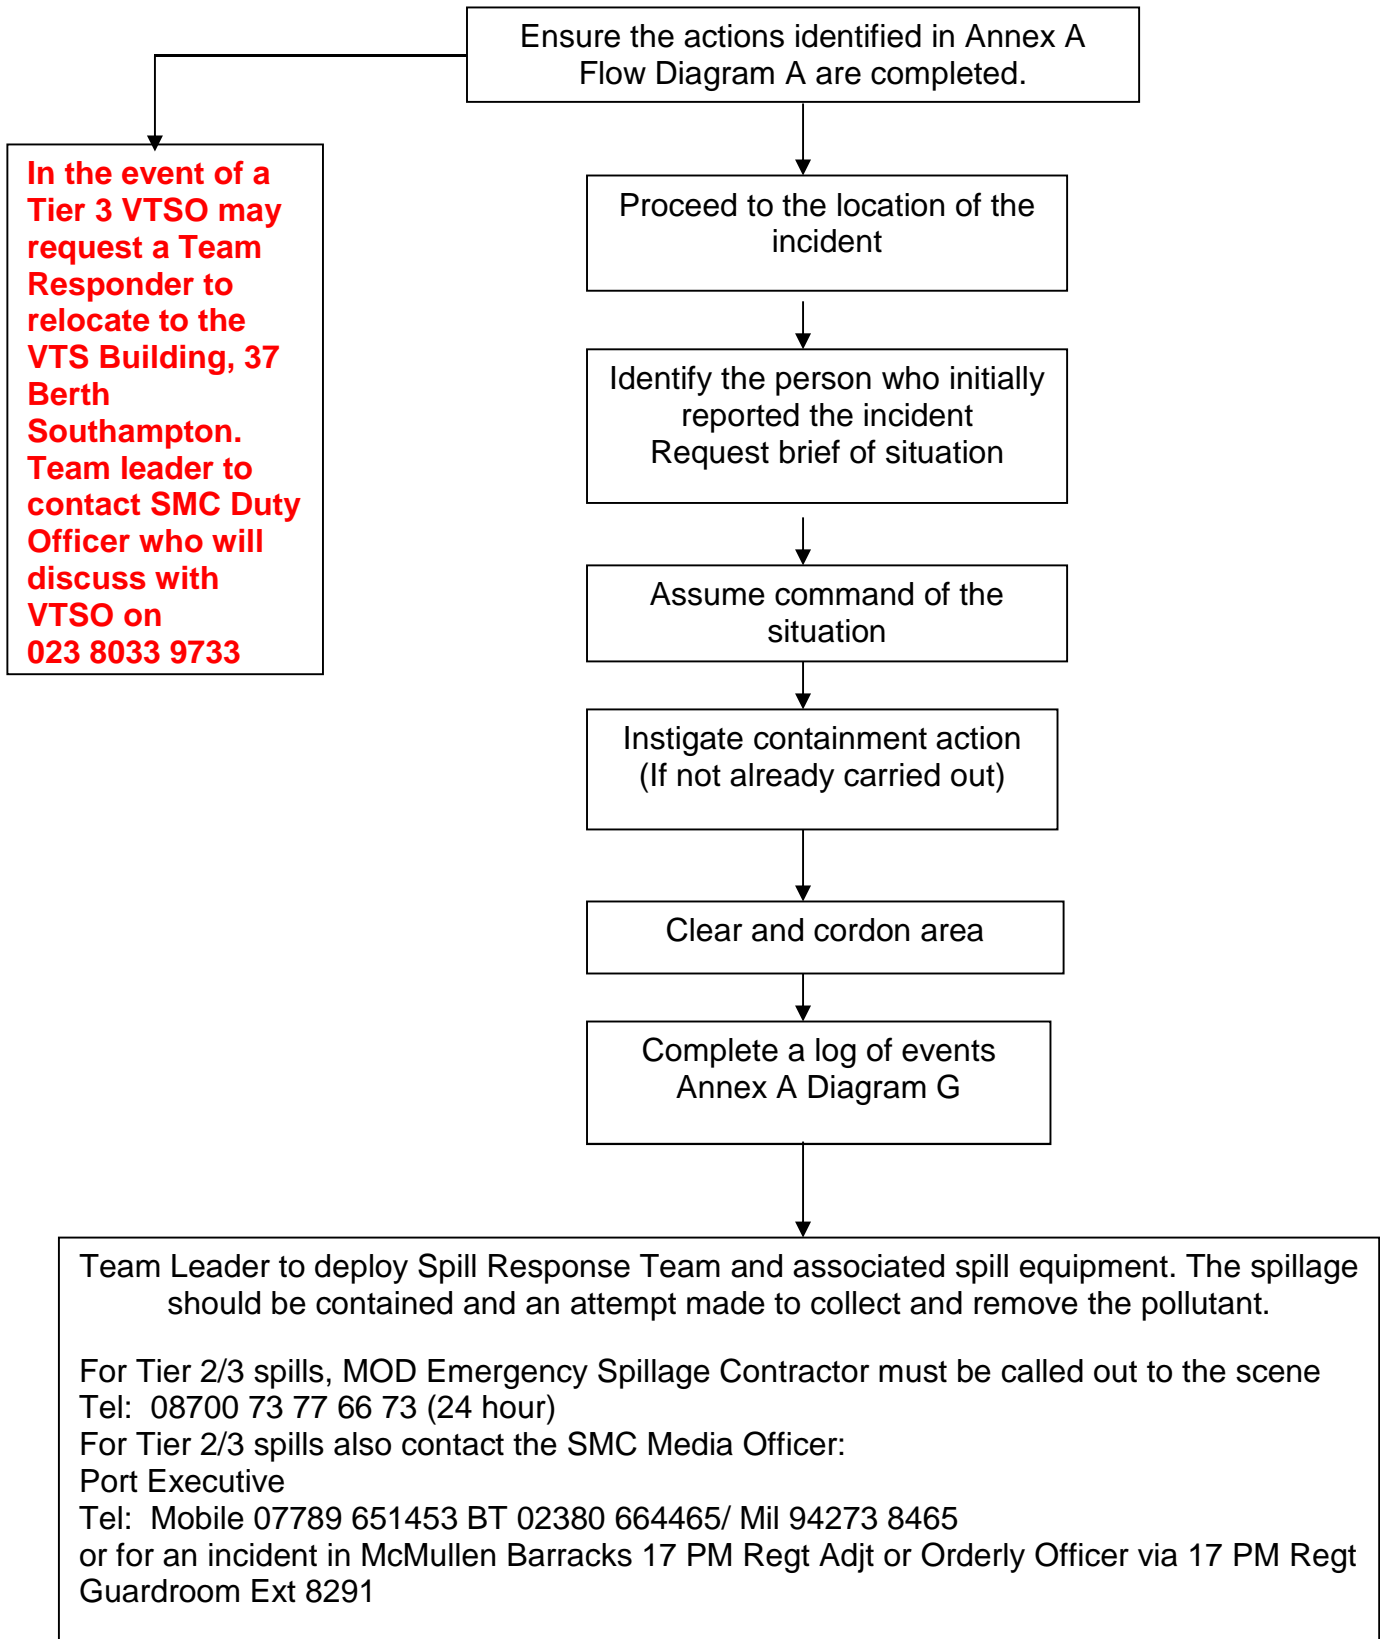 Ensure the actions identified in Annex A
Flow Diagram A are completed.
In the event of a
Tier 3 VTSO may
request a Team
Responder to
relocate to the
VTS Building, 37
Berth
Southampton.
Team leader to
contact SMC Duty
Officer who will
discuss with
VTSO on
023 8033 9733
Proceed to the location of the
incident
Identify the person who initially
reported the incident
Request brief of situation
Assume command of the
situation
Instigate containment action
(If not already carried out)
Clear and cordon area
Complete a log of events
Annex A Diagram G
Team Leader to deploy Spill Response Team and associated spill equipment. The spillage
should be contained and an attempt made to collect and remove the pollutant.
For Tier 2/3 spills, MOD Emergency Spillage Contractor must be called out to the scene
Tel:  08700 73 77 66 73 (24 hour)
For Tier 2/3 spills also contact the SMC Media Officer:
Port Executive
Tel:  Mobile 07789 651453 BT 02380 664465/ Mil 94273 8465
or for an incident in McMullen Barracks 17 PM Regt Adjt or Orderly Officer via 17 PM Regt
Guardroom Ext 8291